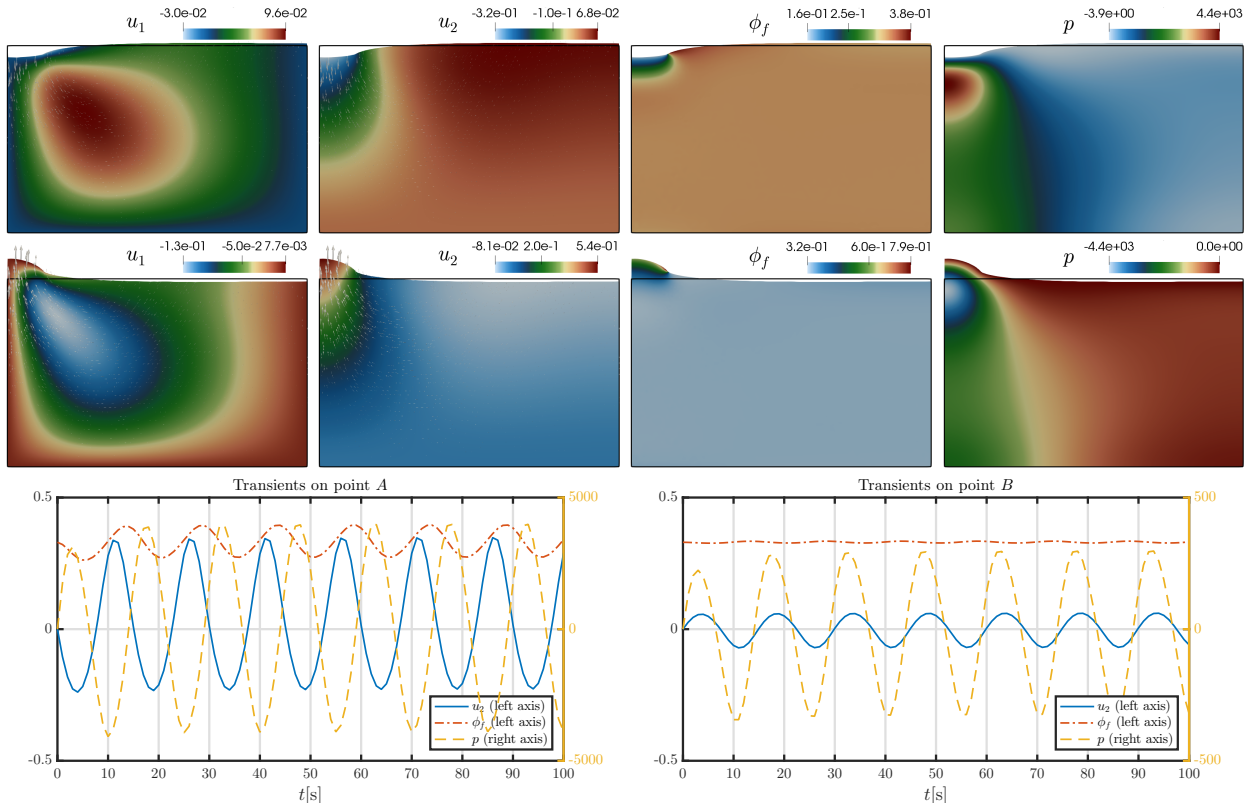 u₁ -3.0e-02 9.6e-02
u₂ -3.2e-01 -1.0e-1 6.8e-02
ϕ_f 1.6e-01 2.5e-1 3.8e-01
p -3.9e+00 4.4e+03
u₁ -1.3e-01 -5.0e-2 7.7e-03
u₂ -8.1e-02 2.0e-1 5.4e-01
ϕ_f 3.2e-01 6.0e-1 7.9e-01
p -4.4e+03 0.0e+00
Transients on point A
0.5
0
-0.5
5000
0
-5000
u₂ (left axis)
ϕ_f (left axis)
p (right axis)
0 10 20 30 40 50 60 70 80 90 100
t[s]
Transients on point B
0.5
0
-0.5
500
0
-500
u₂ (left axis)
ϕ_f (left axis)
p (right axis)
0 10 20 30 40 50 60 70 80 90 100
t[s]